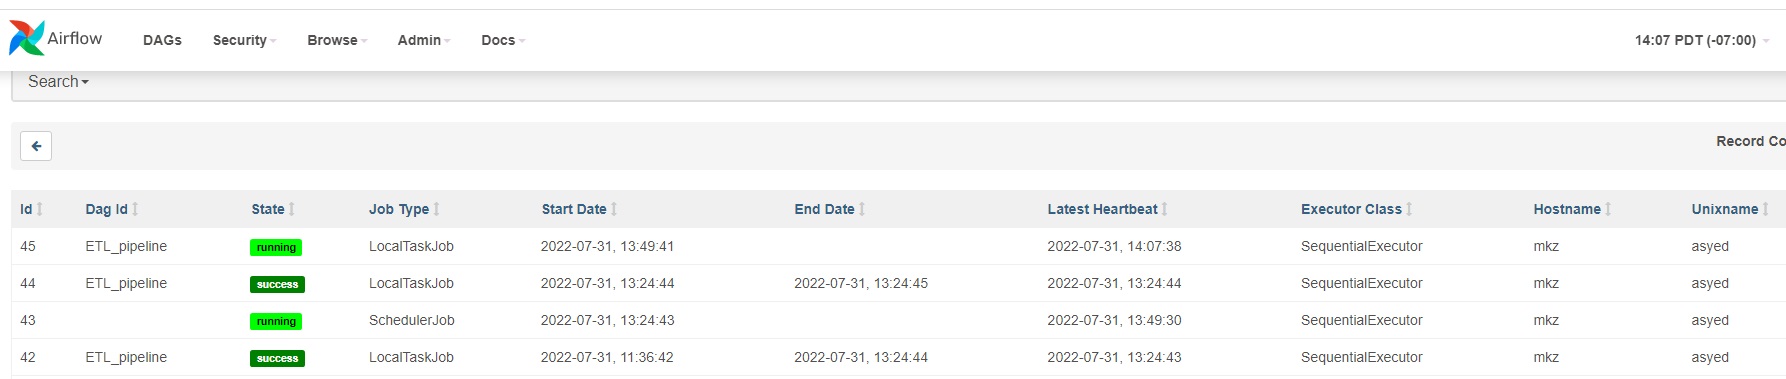 Airflow DAGs Security Browse Admin Docs 14:07 PDT (-07:00)
Search
Record Co
Id Dag Id State Job Type Start Date End Date Latest Heartbeat Executor Class Hostname Unixname
45 ETL_pipeline running LocalTaskJob 2022-07-31, 13:49:41 2022-07-31, 14:07:38 SequentialExecutor mkz asyed
44 ETL_pipeline success LocalTaskJob 2022-07-31, 13:24:44 2022-07-31, 13:24:45 2022-07-31, 13:24:44 SequentialExecutor mkz asyed
43 running SchedulerJob 2022-07-31, 13:24:43 2022-07-31, 13:49:30 SequentialExecutor mkz asyed
42 ETL_pipeline success LocalTaskJob 2022-07-31, 11:36:42 2022-07-31, 13:24:44 2022-07-31, 13:24:43 SequentialExecutor mkz asyed